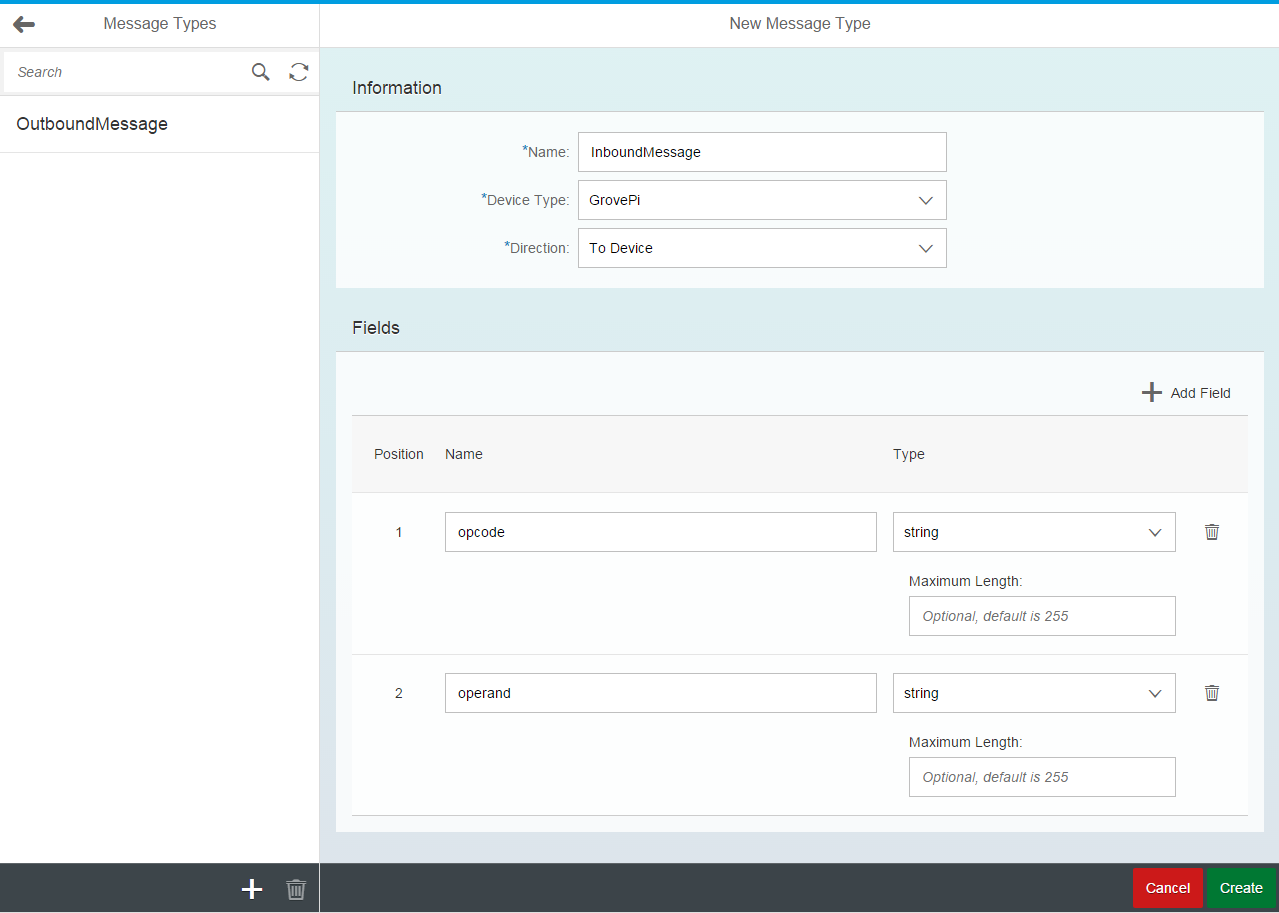 Message Types
New Message Type
Search
OutboundMessage
Information
*Name: InboundMessage
*Device Type: GrovePi
*Direction: To Device
Fields
Add Field
Position Name Type
1 opcode string
Maximum Length:
Optional, default is 255
2 operand string
Maximum Length:
Optional, default is 255
Cancel Create